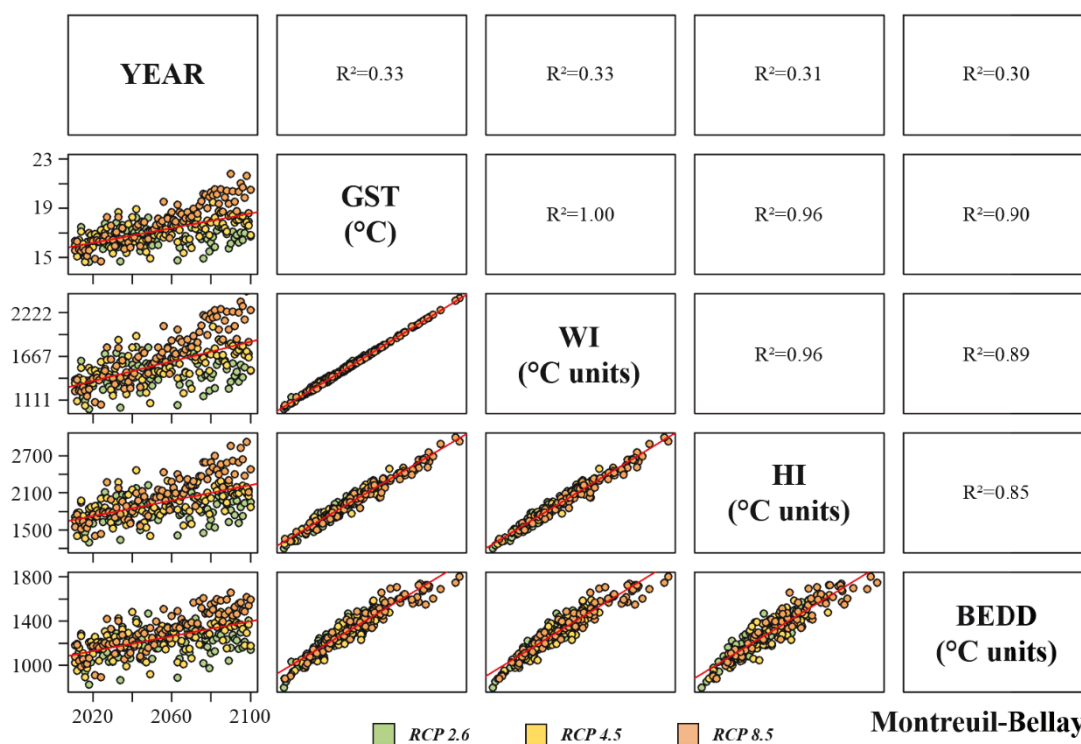 YEAR
R²=0.33
R²=0.33
R²=0.31
R²=0.30
23
19
15
GST
(°C)
R²=1.00
R²=0.96
R²=0.90
2222
1667
1111
WI
(°C units)
R²=0.96
R²=0.89
2700
2100
1500
HI
(°C units)
R²=0.85
1800
1400
1000
BEDD
(°C units)
2020 2060 2100
RCP 2.6 RCP 4.5 RCP 8.5
Montreuil-Bellay